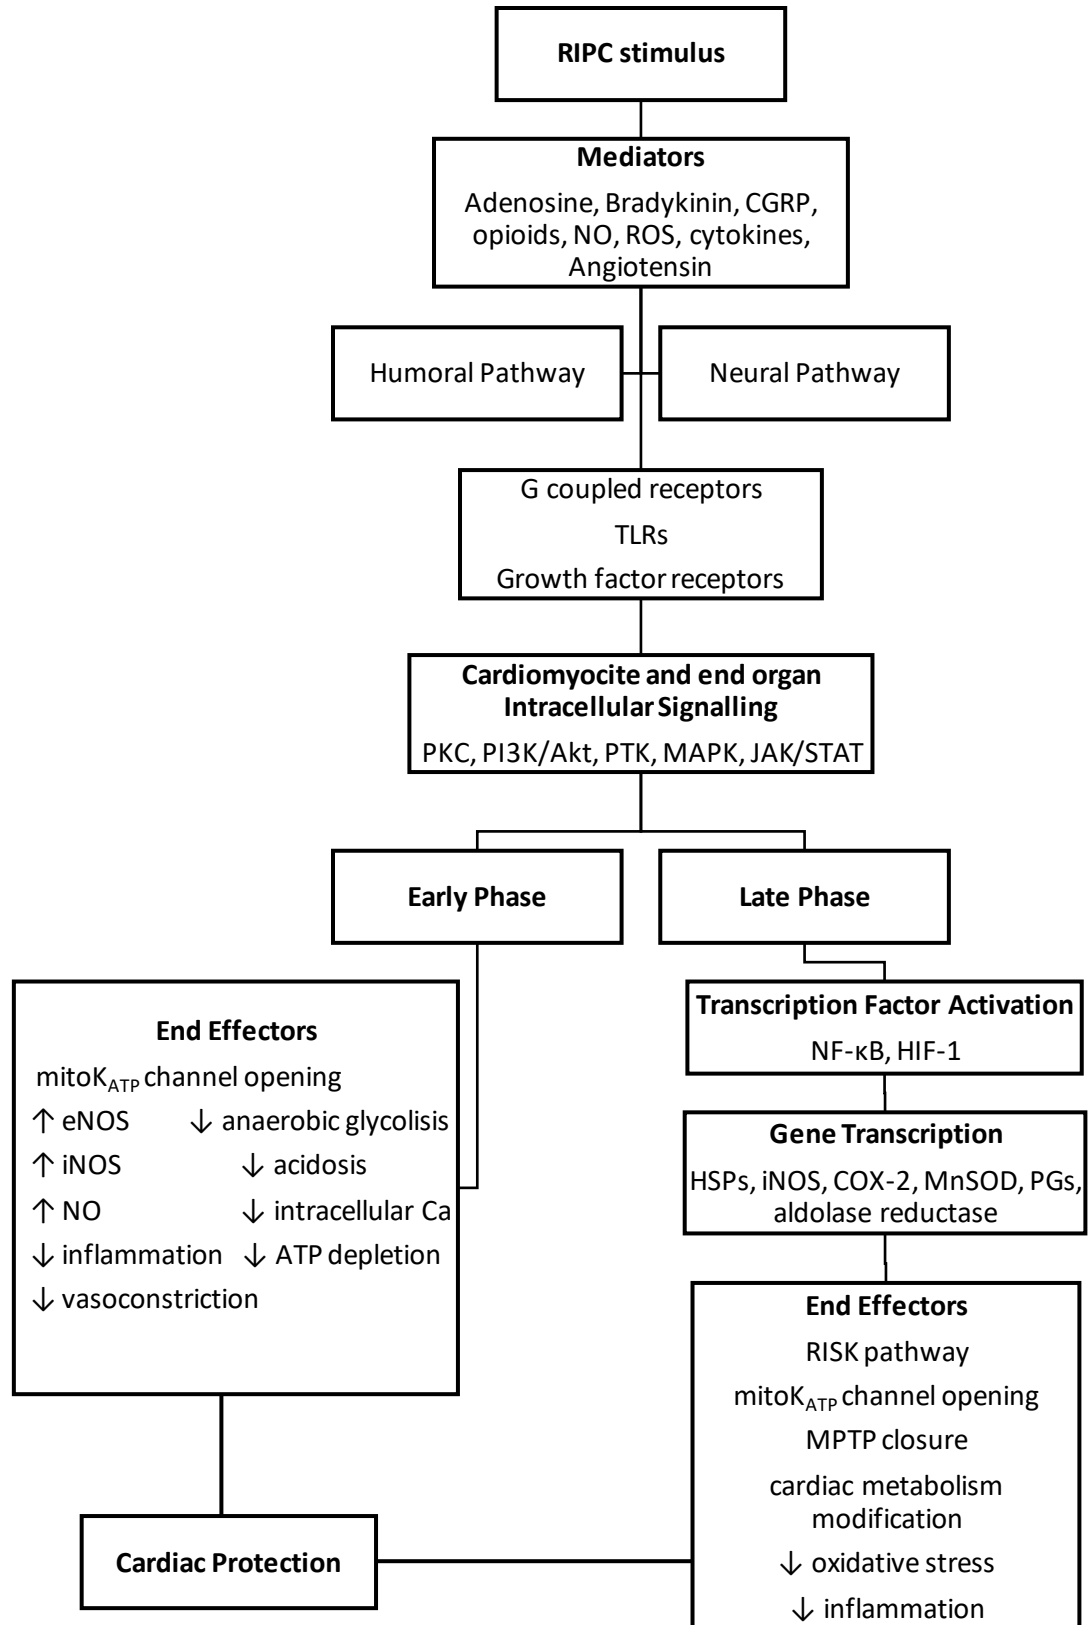 RIPC stimulus
Mediators
Adenosine, Bradykinin, CGRP,
opioids, NO, ROS, cytokines,
Angiotensin
Humoral Pathway
Neural Pathway
G coupled receptors
TLRs
Growth factor receptors
Cardiomyocite and end organ
Intracellular Signalling
PKC, PI3K/Akt, PTK, MAPK, JAK/STAT
Early Phase
Late Phase
End Effectors
mitoKATP channel opening
↑ eNOS ↓ anaerobic glycolisis
↑ iNOS ↓ acidosis
↑ NO ↓ intracellular Ca
↓ inflammation ↓ ATP depletion
↓ vasoconstriction
Transcription Factor Activation
NF-κB, HIF-1
Gene Transcription
HSPs, iNOS, COX-2, MnSOD, PGs,
aldolase reductase
End Effectors
RISK pathway
mitoKATP channel opening
MPTP closure
cardiac metabolism
modification
↓ oxidative stress
↓ inflammation
Cardiac Protection